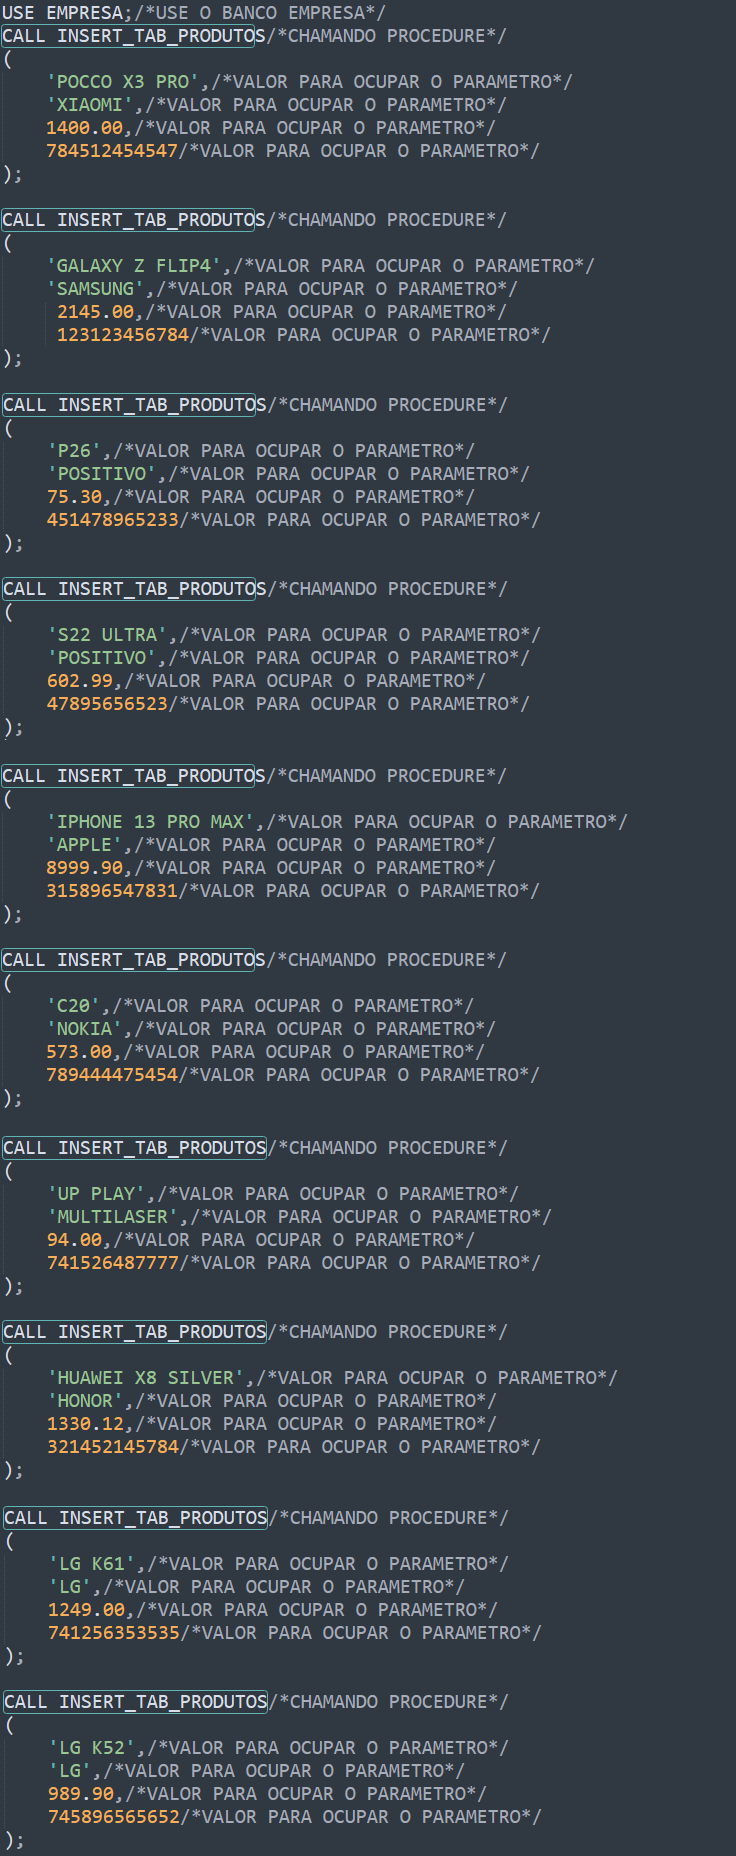 USE EMPRESA;/*USE O BANCO EMPRESA*/
CALL INSERT_TAB_PRODUTOS/*CHAMANDO PROCEDURE*/
(
    'POCCO X3 PRO',/*VALOR PARA OCUPAR O PARAMETRO*/
    'XIAOMI',/*VALOR PARA OCUPAR O PARAMETRO*/
    1400.00,/*VALOR PARA OCUPAR O PARAMETRO*/
    784512454547/*VALOR PARA OCUPAR O PARAMETRO*/
);

CALL INSERT_TAB_PRODUTOS/*CHAMANDO PROCEDURE*/
(
    'GALAXY Z FLIP4',/*VALOR PARA OCUPAR O PARAMETRO*/
    'SAMSUNG',/*VALOR PARA OCUPAR O PARAMETRO*/
     2145.00,/*VALOR PARA OCUPAR O PARAMETRO*/
     123123456784/*VALOR PARA OCUPAR O PARAMETRO*/
);

CALL INSERT_TAB_PRODUTOS/*CHAMANDO PROCEDURE*/
(
    'P26',/*VALOR PARA OCUPAR O PARAMETRO*/
    'POSITIVO',/*VALOR PARA OCUPAR O PARAMETRO*/
    75.30,/*VALOR PARA OCUPAR O PARAMETRO*/
    451478965233/*VALOR PARA OCUPAR O PARAMETRO*/
);

CALL INSERT_TAB_PRODUTOS/*CHAMANDO PROCEDURE*/
(
    'S22 ULTRA',/*VALOR PARA OCUPAR O PARAMETRO*/
    'POSITIVO',/*VALOR PARA OCUPAR O PARAMETRO*/
    602.99,/*VALOR PARA OCUPAR O PARAMETRO*/
    47895656523/*VALOR PARA OCUPAR O PARAMETRO*/
);

CALL INSERT_TAB_PRODUTOS/*CHAMANDO PROCEDURE*/
(
    'IPHONE 13 PRO MAX',/*VALOR PARA OCUPAR O PARAMETRO*/
    'APPLE',/*VALOR PARA OCUPAR O PARAMETRO*/
    8999.90,/*VALOR PARA OCUPAR O PARAMETRO*/
    315896547831/*VALOR PARA OCUPAR O PARAMETRO*/
);

CALL INSERT_TAB_PRODUTOS/*CHAMANDO PROCEDURE*/
(
    'C20',/*VALOR PARA OCUPAR O PARAMETRO*/
    'NOKIA',/*VALOR PARA OCUPAR O PARAMETRO*/
    573.00,/*VALOR PARA OCUPAR O PARAMETRO*/
    789444475454/*VALOR PARA OCUPAR O PARAMETRO*/
);

CALL INSERT_TAB_PRODUTOS/*CHAMANDO PROCEDURE*/
(
    'UP PLAY',/*VALOR PARA OCUPAR O PARAMETRO*/
    'MULTILASER',/*VALOR PARA OCUPAR O PARAMETRO*/
    94.00,/*VALOR PARA OCUPAR O PARAMETRO*/
    741526487777/*VALOR PARA OCUPAR O PARAMETRO*/
);

CALL INSERT_TAB_PRODUTOS/*CHAMANDO PROCEDURE*/
(
    'HUAWEI X8 SILVER',/*VALOR PARA OCUPAR O PARAMETRO*/
    'HONOR',/*VALOR PARA OCUPAR O PARAMETRO*/
    1330.12,/*VALOR PARA OCUPAR O PARAMETRO*/
    321452145784/*VALOR PARA OCUPAR O PARAMETRO*/
);

CALL INSERT_TAB_PRODUTOS/*CHAMANDO PROCEDURE*/
(
    'LG K61',/*VALOR PARA OCUPAR O PARAMETRO*/
    'LG',/*VALOR PARA OCUPAR O PARAMETRO*/
    1249.00,/*VALOR PARA OCUPAR O PARAMETRO*/
    741256353535/*VALOR PARA OCUPAR O PARAMETRO*/
);

CALL INSERT_TAB_PRODUTOS/*CHAMANDO PROCEDURE*/
(
    'LG K52',/*VALOR PARA OCUPAR O PARAMETRO*/
    'LG',/*VALOR PARA OCUPAR O PARAMETRO*/
    989.90,/*VALOR PARA OCUPAR O PARAMETRO*/
    745896565652/*VALOR PARA OCUPAR O PARAMETRO*/
);